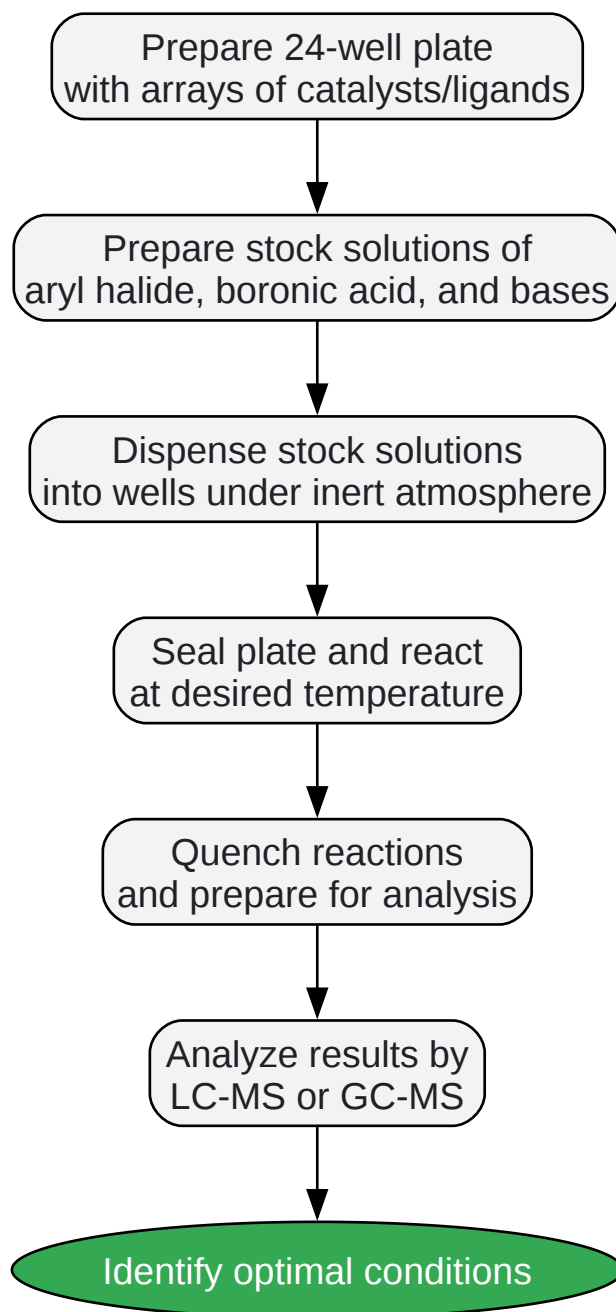 Prepare 24-well plate
with arrays of catalysts/ligands
Prepare stock solutions of
aryl halide, boronic acid, and bases
Dispense stock solutions
into wells under inert atmosphere
Seal plate and react
at desired temperature
Quench reactions
and prepare for analysis
Analyze results by
LC-MS or GC-MS
Identify optimal conditions